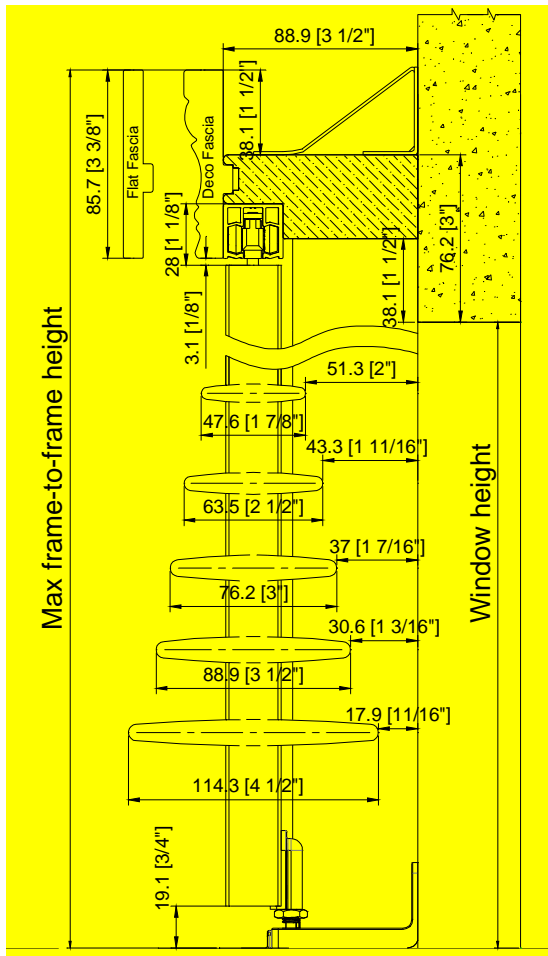 88.9 [3 1/2"]
38.1 [1 1/2"]
85.7 [3 3/8"]
Flat Fascia
Deco Fascia
28 [1 1/8"]
76.2 [3"]
38.1 [1 1/2"]
3.1 [1/8"]
51.3 [2"]
47.6 [1 7/8"]
43.3 [1 11/16"]
63.5 [2 1/2"]
37 [1 7/16"]
76.2 [3"]
30.6 [1 3/16"]
88.9 [3 1/2"]
17.9 [11/16"]
114.3 [4 1/2"]
19.1 [3/4"]
Max frame-to-frame height
Window height